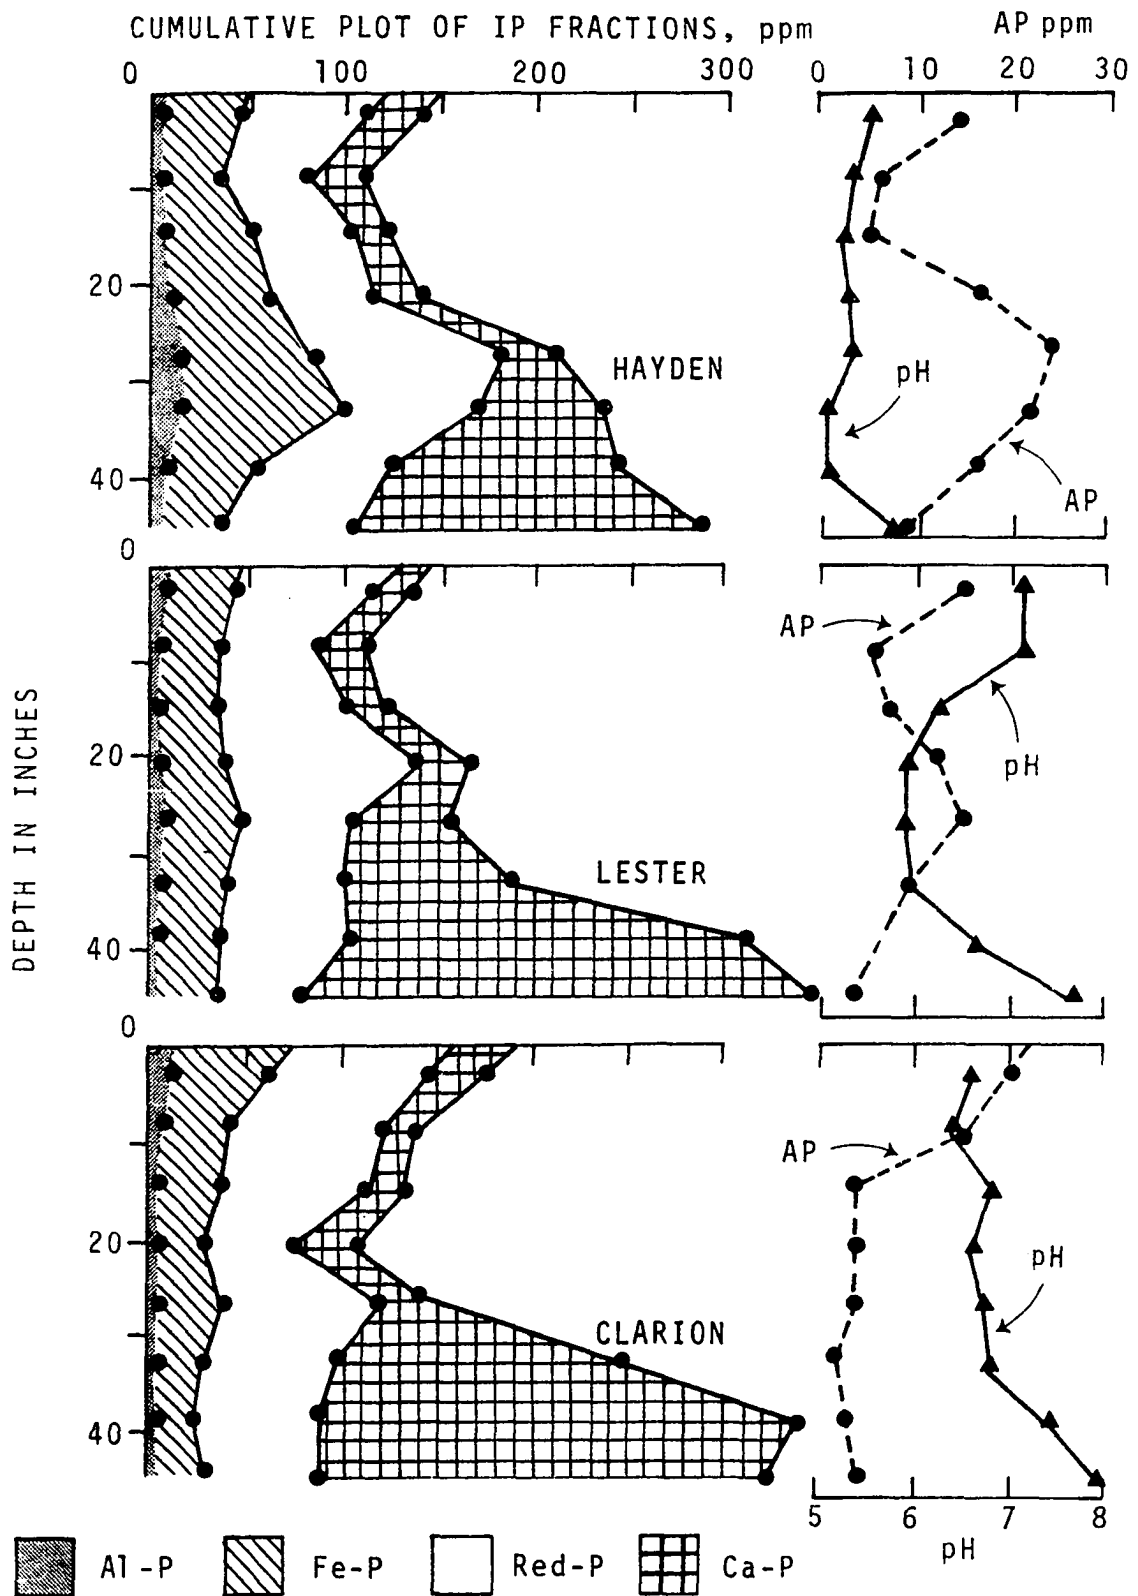 CUMULATIVE PLOT OF IP FRACTIONS, ppm
AP ppm
0 100 200 300
0 10 20 30
20
40
HAYDEN
pH
AP
0
DEPTH IN INCHES
20
40
LESTER
AP
pH
0
20
40
CLARION
AP
pH
5 6 7 8
pH
Al-P Fe-P Red-P Ca-P